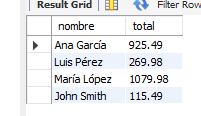 Result Grid Filter Row
nombre total
Ana García 925.49
Luis Pérez 269.98
María López 1079.98
John Smith 115.49